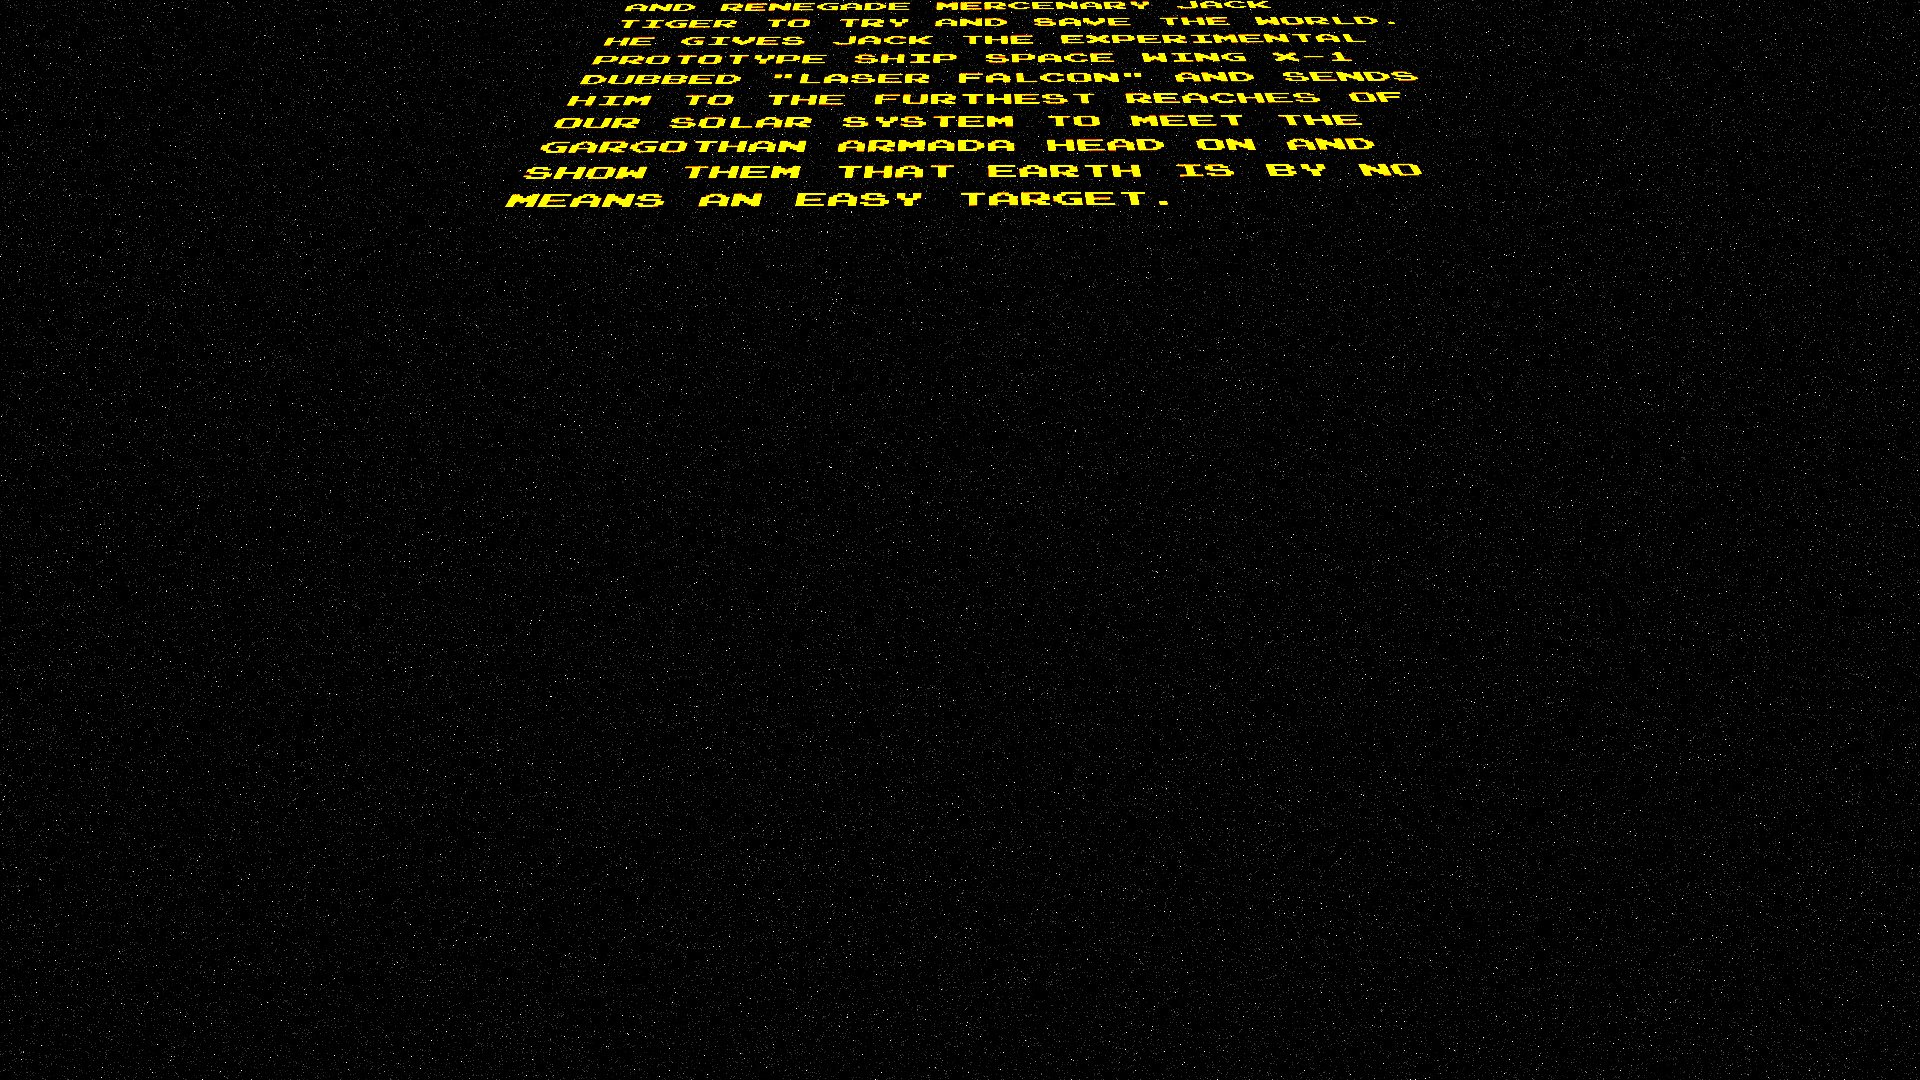 AND RENEGADE MERCENARY JACK
TIGER TO TRY AND SAVE THE WORLD.
HE GIVES JACK THE EXPERIMENTAL
PROTOTYPE SHIP SPACE WING X-1
DUBBED "LASER FALCON" AND SENDS
HIM TO THE FURTHEST REACHES OF
OUR SOLAR SYSTEM TO MEET THE
GARGOTHAN ARMADA HEAD ON AND
SHOW THEM THAT EARTH IS BY NO
MEANS AN EASY TARGET.